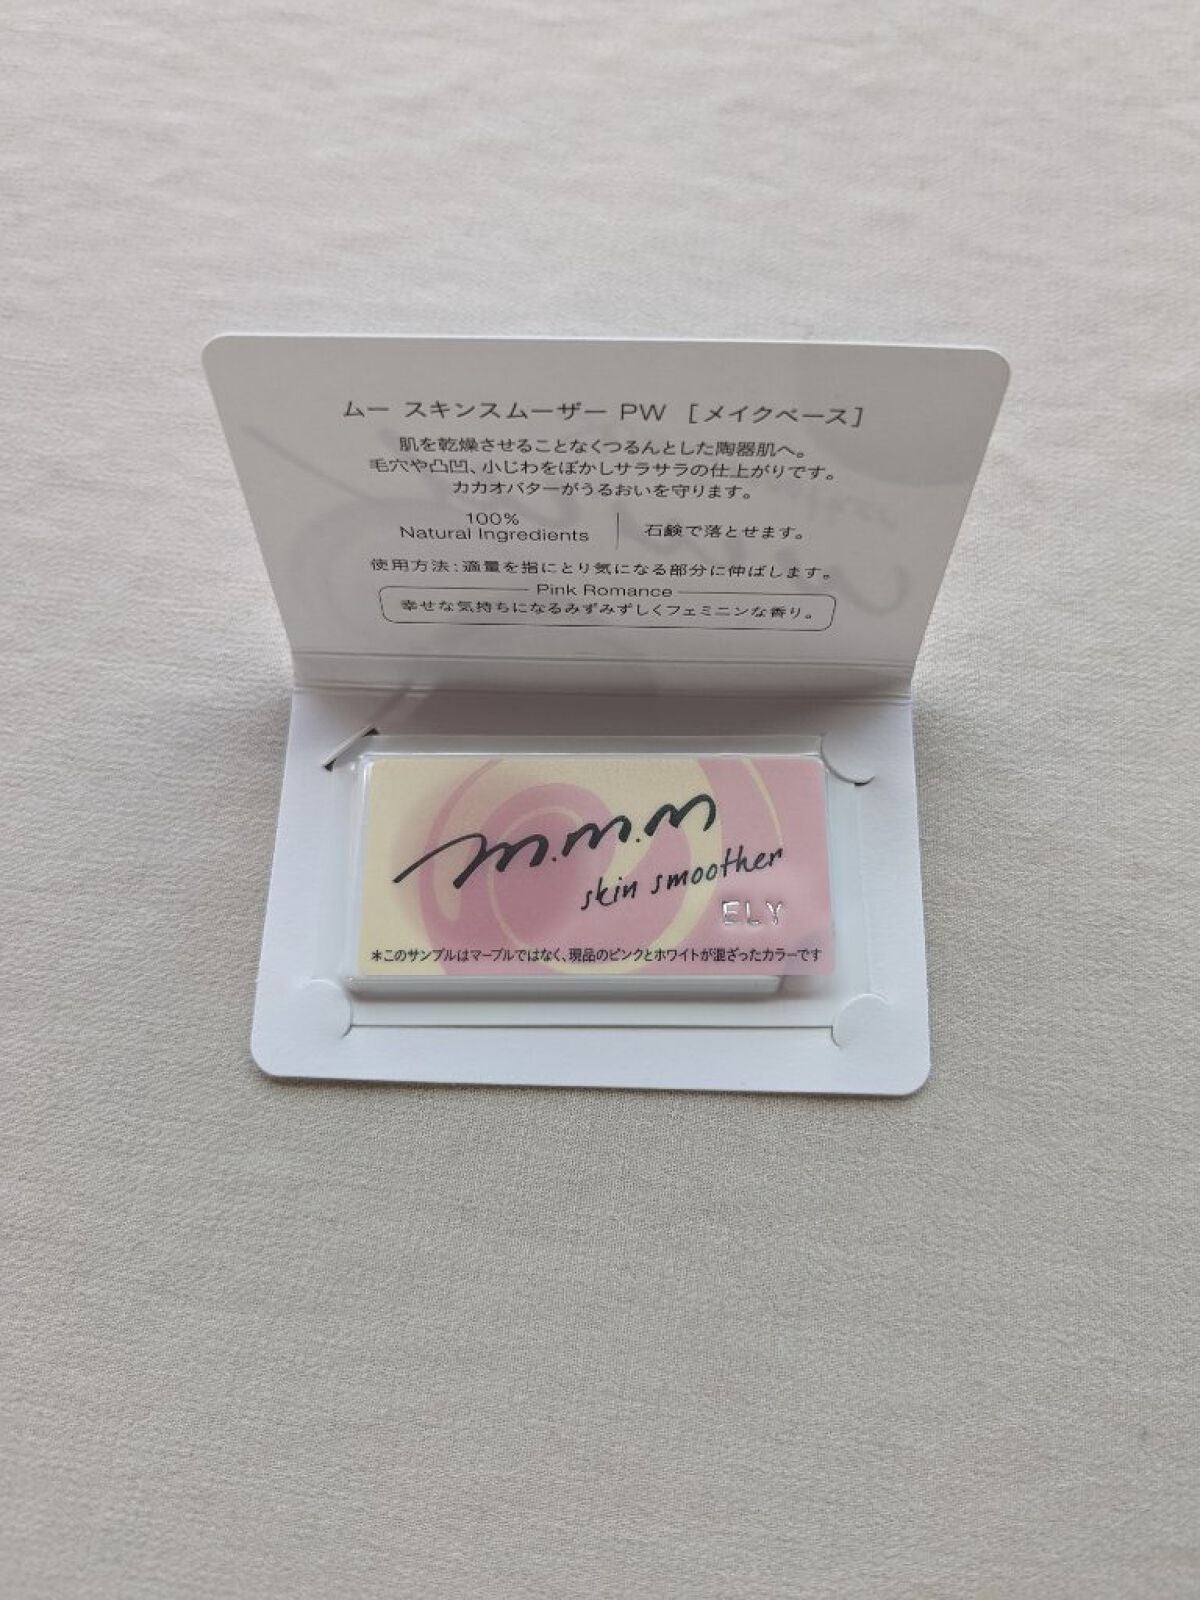 ムー スキンスムーザー PW [メイクベース]
肌を乾燥させることなくつるんとした陶器肌へ。
毛穴や凸凹、小じわをぼかしサラサラの仕上がりです。
カカオバターがうるおいを守ります。
100%
Natural Ingredients
石鹸で落とせます。
使用方法：適量を指にとり気になる部分に伸ばします。
Pink Romance
幸せな気持ちになるみずみずしくフェミニンな香り。
m.m.m
skin smoother
ELY
＊このサンプルはマーブルではなく、現品のピンクとホワイトが混ざったカラーです